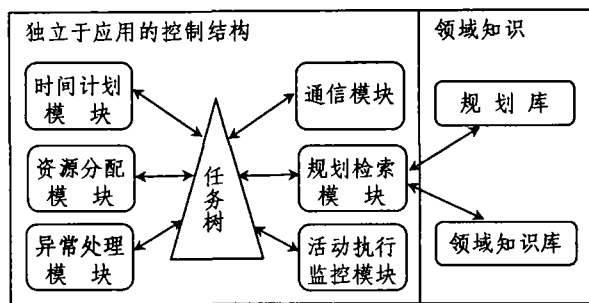 独立于应用的控制结构
领域知识
时间计划
模 块
通信模块
规 划 库
资源分配
模 块
任务树
规划检索
模 块
异常处理
模 块
活动执行
监控模块
领域知识库